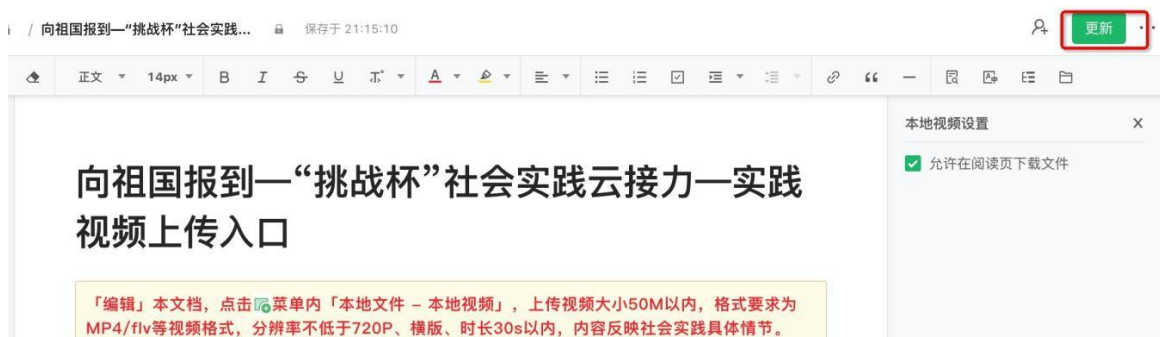 / 向祖国报到—“挑战杯”社会实践... 保存于 21:15:10 更新
正文 14px B I S U T A
本地视频设置 X
允许在阅读页下载文件
向祖国报到—“挑战杯”社会实践云接力—实践
视频上传入口
「编辑」本文档，点击菜单内「本地文件 – 本地视频」，上传视频大小50M以内，格式要求为
MP4/flv等视频格式，分辨率不低于720P、横版、时长30s以内，内容反映社会实践具体情节。